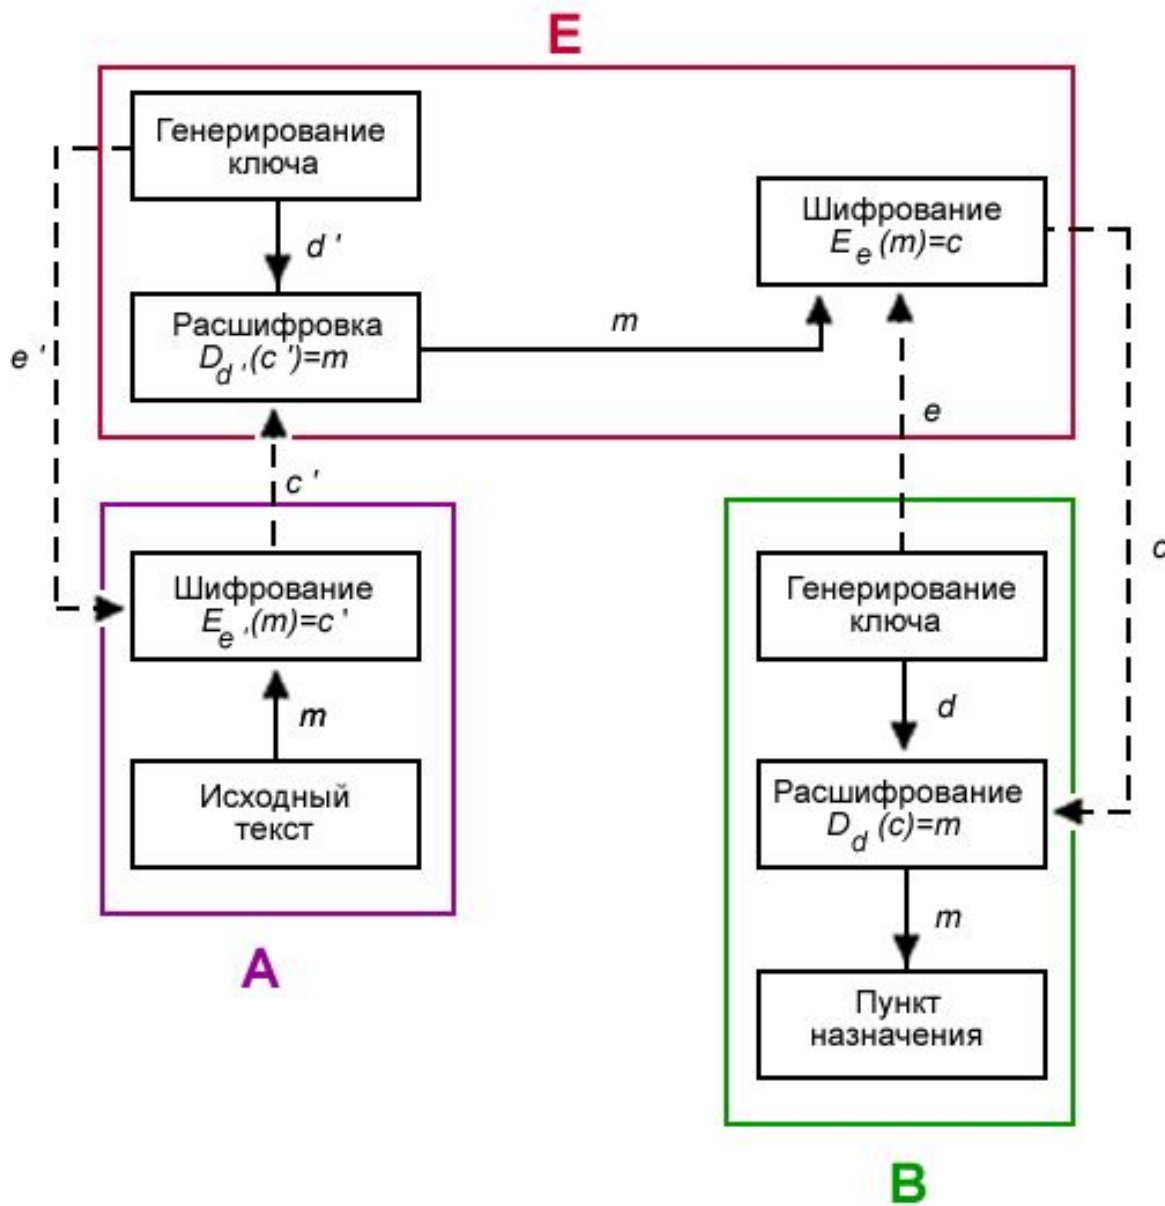 E
Генерирование
ключа
d '
Расшифровка
D d ' (c ')=m
e '
m
Шифрование
E e (m)=c
e
c '
Шифрование
E e ' (m)=c '
m
Исходный
текст
A
Генерирование
ключа
d
Расшифрование
D d (c)=m
m
Пункт
назначения
B